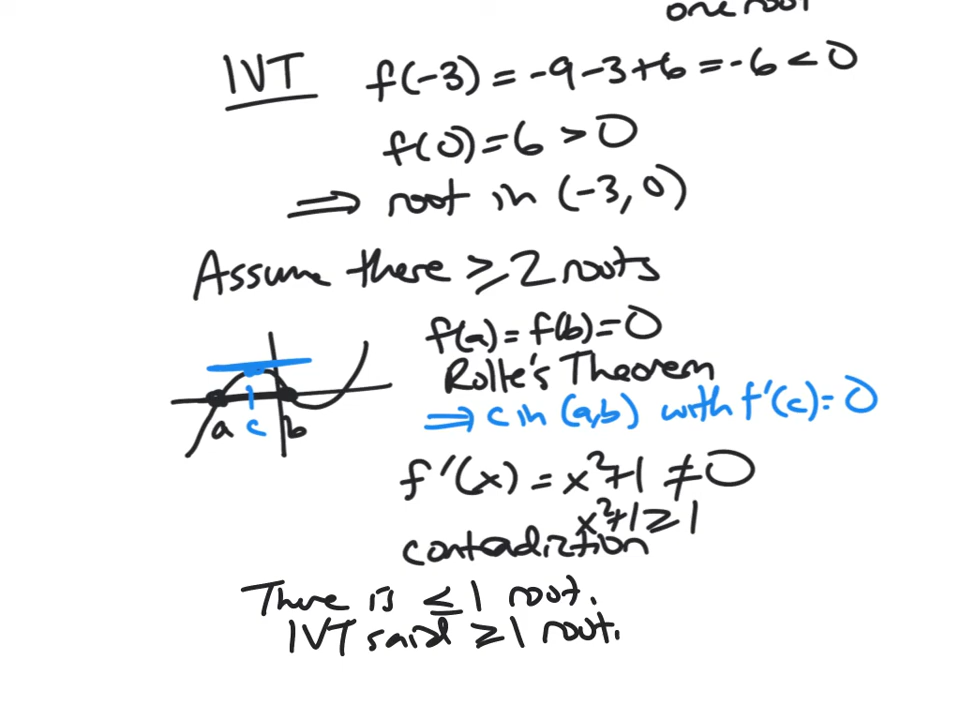 one root
IVT f(-3) = -9-3+6 = -6 < 0
f(0) = 6 > 0
⟹ root in (-3, 0)
Assume there ≥ 2 roots
f(a) = f(b) = 0
Rolle's Theorem
⟹ c in (a,b) with f'(c) = 0
a c b
f'(x) = x²+1 ≠ 0
x²+1 ≥ 1
contradiction
There is ≤ 1 root.
IVT said ≥ 1 root.